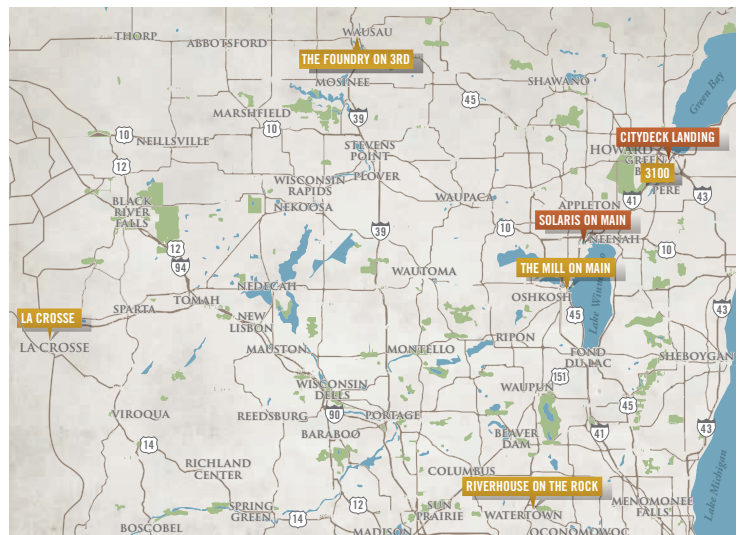 WAUSAU
THORP
ABBOTSFORD
THE FOUNDRY ON 3RD
MOSINEE
SHAWANO
Green Bay
45
MARSHFIELD
39
10
10
NEILLSVILLE
CITYDECK LANDING
HOWARD
GREEN
STEVENS
POINT
12
3100
PLOVER
WISCONSIN
RAPIDS
PERE
WAUPACA
41
43
BLACK
RIVER
FALLS
NEKOOSA
APPLETON
SOLARIS ON MAIN
10
39
NEENAH
12
10
94
THE MILL ON MAIN
WAUTOMA
NEDECAH
OSHKOSH
TOMAH
LA CROSSE
SPARTA
45
43
NEW
LISBON
LA CROSSE
MAUSTON
MONTELLO
RIPON
FOND
DU LAC
SHEBOYGAN
151
WISCONSIN
DELLS
WAUPUN
45
VIROQUA
REEDSBURG
90
PORTAGE
43
BARABOO
BEAVER
DAM
41
14
RICHLAND
CENTER
COLUMBUS
RIVERHOUSE ON THE ROCK
Lake Michigan
SPRING
GREEN
12
SUN
PRAIRIE
WATERTOWN
MENOMONEE
FALLS
14
BOSCOBEL
MADISON
OCONOMOWOC